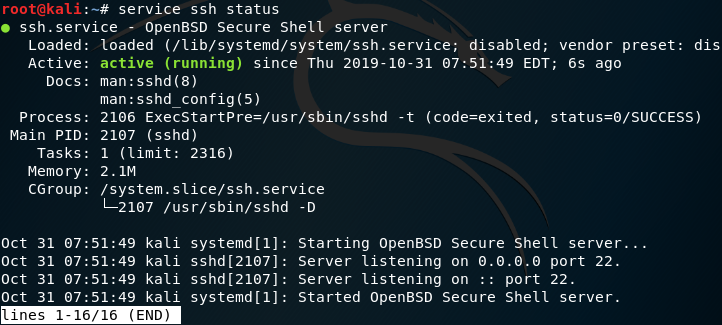 root@kali:~# service ssh status
● ssh.service - OpenBSD Secure Shell server
   Loaded: loaded (/lib/systemd/system/ssh.service; disabled; vendor preset: dis
   Active: active (running) since Thu 2019-10-31 07:51:49 EDT; 6s ago
     Docs: man:sshd(8)
           man:sshd_config(5)
  Process: 2106 ExecStartPre=/usr/sbin/sshd -t (code=exited, status=0/SUCCESS)
 Main PID: 2107 (sshd)
    Tasks: 1 (limit: 2316)
   Memory: 2.1M
   CGroup: /system.slice/ssh.service
           └─2107 /usr/sbin/sshd -D

Oct 31 07:51:49 kali systemd[1]: Starting OpenBSD Secure Shell server...
Oct 31 07:51:49 kali sshd[2107]: Server listening on 0.0.0.0 port 22.
Oct 31 07:51:49 kali sshd[2107]: Server listening on :: port 22.
Oct 31 07:51:49 kali systemd[1]: Started OpenBSD Secure Shell server.
lines 1-16/16 (END)